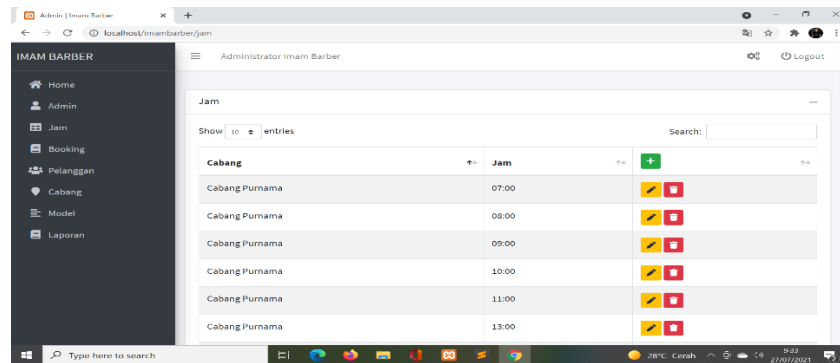 Admin | Imam Barber
localhost/imambarber/jam
IMAM BARBER
Administrator Imam Barber
Logout
Home
Admin
Jam
Booking
Pelanggan
Cabang
Model
Laporan
Jam
Show 10 entries
Search:
Cabang Jam
Cabang Purnama 07:00
Cabang Purnama 08:00
Cabang Purnama 09:00
Cabang Purnama 10:00
Cabang Purnama 11:00
Cabang Purnama 13:00
Type here to search
28°C Cerah
9:33
27/07/2021